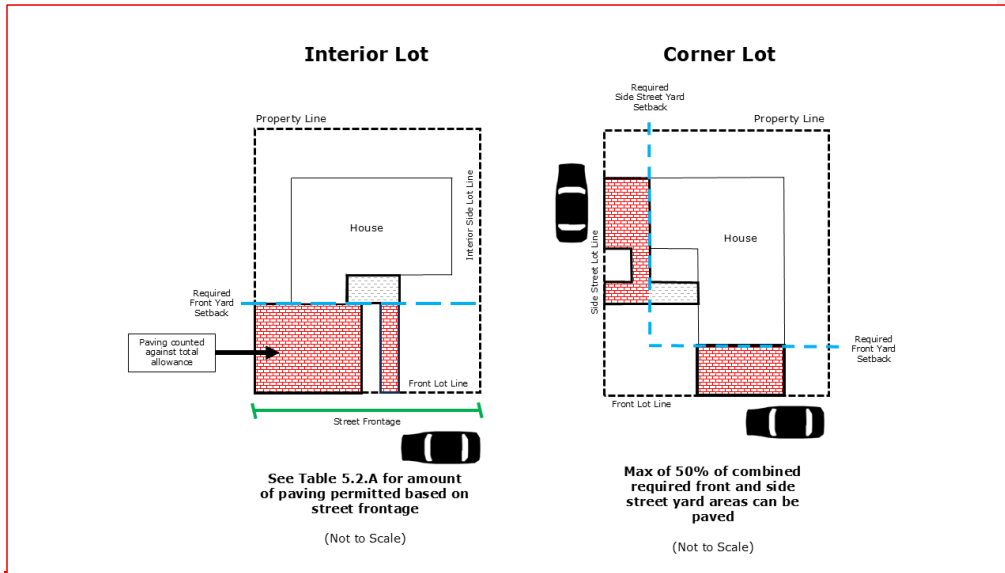 Interior Lot
Property Line
Interior Side Lot Line
House
Required
Front Yard
Setback
Paving counted
against total
allowance
Front Lot Line
Street Frontage
See Table 5.2.A for amount
of paving permitted based on
street frontage
(Not to Scale)
Corner Lot
Required
Side Street Yard
Setback
Property Line
House
Side Street Lot Line
Required
Front Yard
Setback
Front Lot Line
Max of 50% of combined
required front and side
street yard areas can be
paved
(Not to Scale)